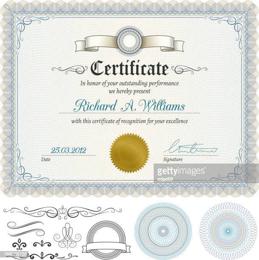 Certificate
In honor of your outstanding performance
we hereby present
Richard A. Williams
with this certificate of recognition for your excellence
25.03.2012
Date
Signature
gettyimages